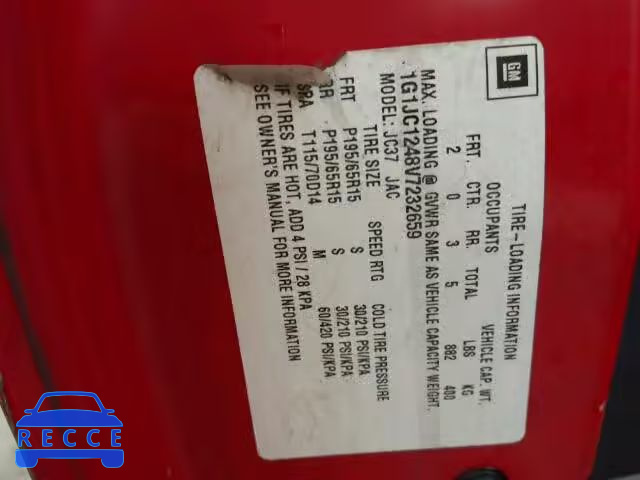 GM
TIRE-LOADING INFORMATION
OCCUPANTS VEHICLE CAP. WT.
FRT. CTR. RR. TOTAL LBS KG
2 0 3 5 882 400
MAX. LOADING @ GVWR SAME AS VEHICLE CAPACITY WEIGHT.
1G1JC1248V7232659
MODEL: JC37 JAC
TIRE SIZE SPEED RTG COLD TIRE PRESSURE
FRT P195/65R15 S 30/210 PSI/KPA
RR P195/65R15 S 30/210 PSI/KPA
SPA T115/70D14 M 60/420 PSI/KPA
IF TIRES ARE HOT, ADD 4 PSI / 28 KPA
SEE OWNER'S MANUAL FOR MORE INFORMATION
RECCE